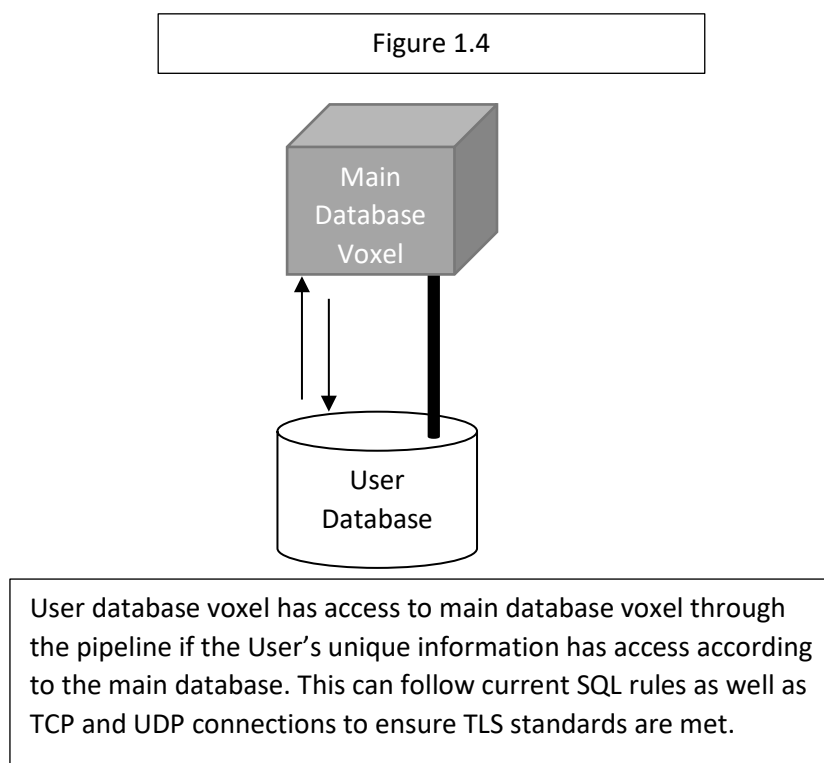 Figure 1.4
Main
Database
Voxel
User
Database
User database voxel has access to main database voxel through
the pipeline if the User’s unique information has access according
to the main database. This can follow current SQL rules as well as
TCP and UDP connections to ensure TLS standards are met.